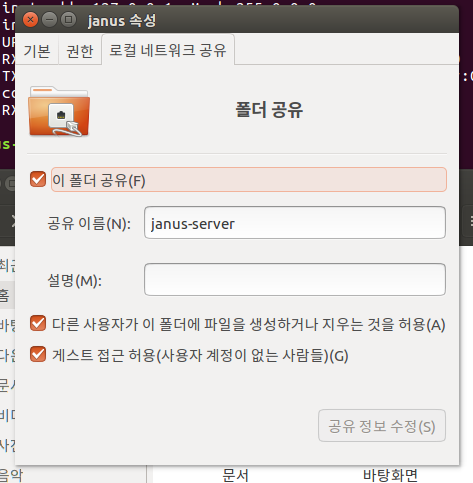 janus 속성
기본 권한 로컬 네트워크 공유
폴더 공유
이 폴더 공유(F)
공유 이름(N): janus-server
설명(M):
다른 사용자가 이 폴더에 파일을 생성하거나 지우는 것을 허용(A)
게스트 접근 허용(사용자 계정이 없는 사람들)(G)
공유 정보 수정(S)
홈
음악
문서 바탕화면